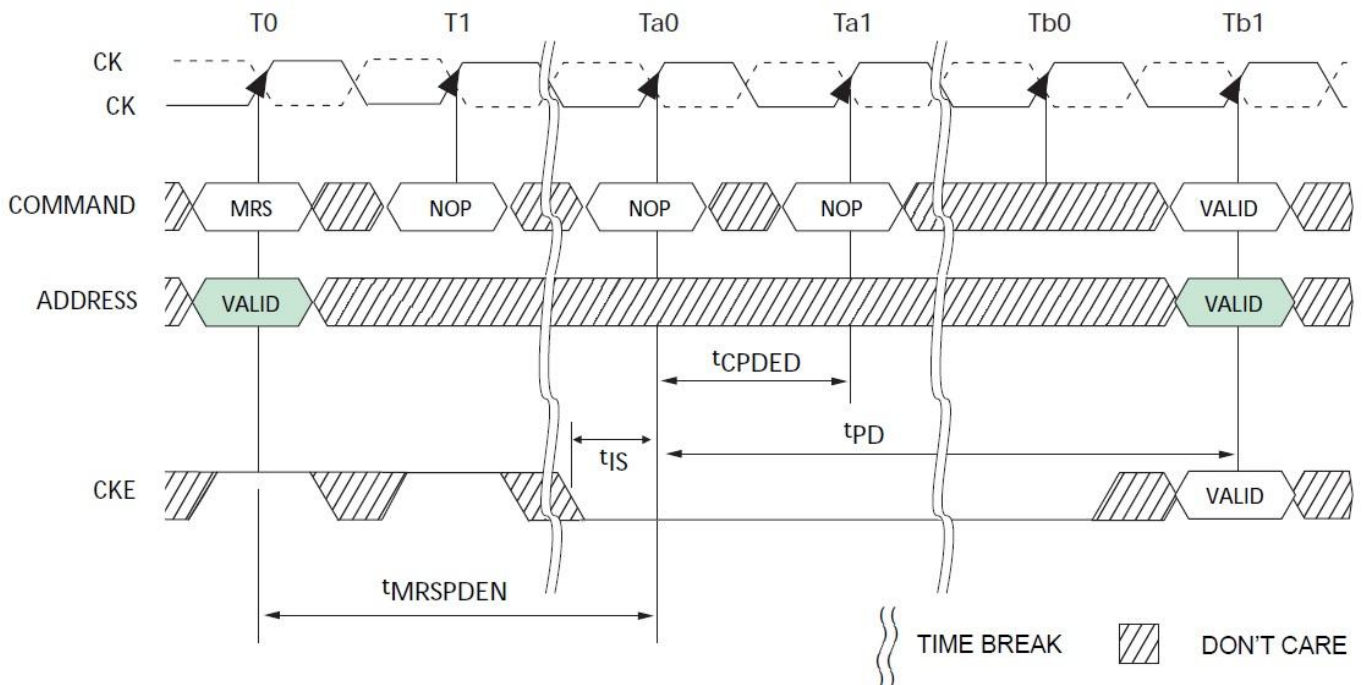 T0 T1 Ta0 Ta1 Tb0 Tb1
CK
CK
COMMAND MRS NOP NOP NOP VALID
ADDRESS VALID VALID
tCPDED
tPD
tIS
CKE VALID
tMRSPDEN
TIME BREAK DON'T CARE